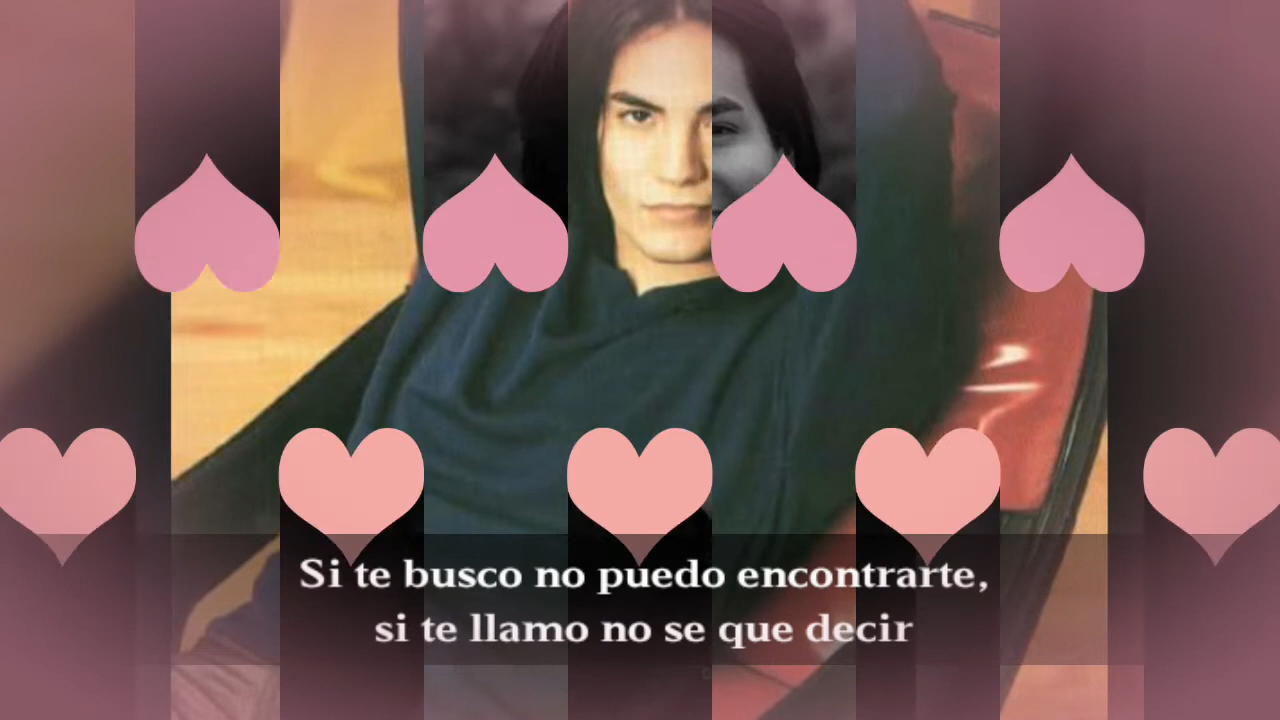 Si te busco no puedo encontrarte,
si te llamo no se que decir